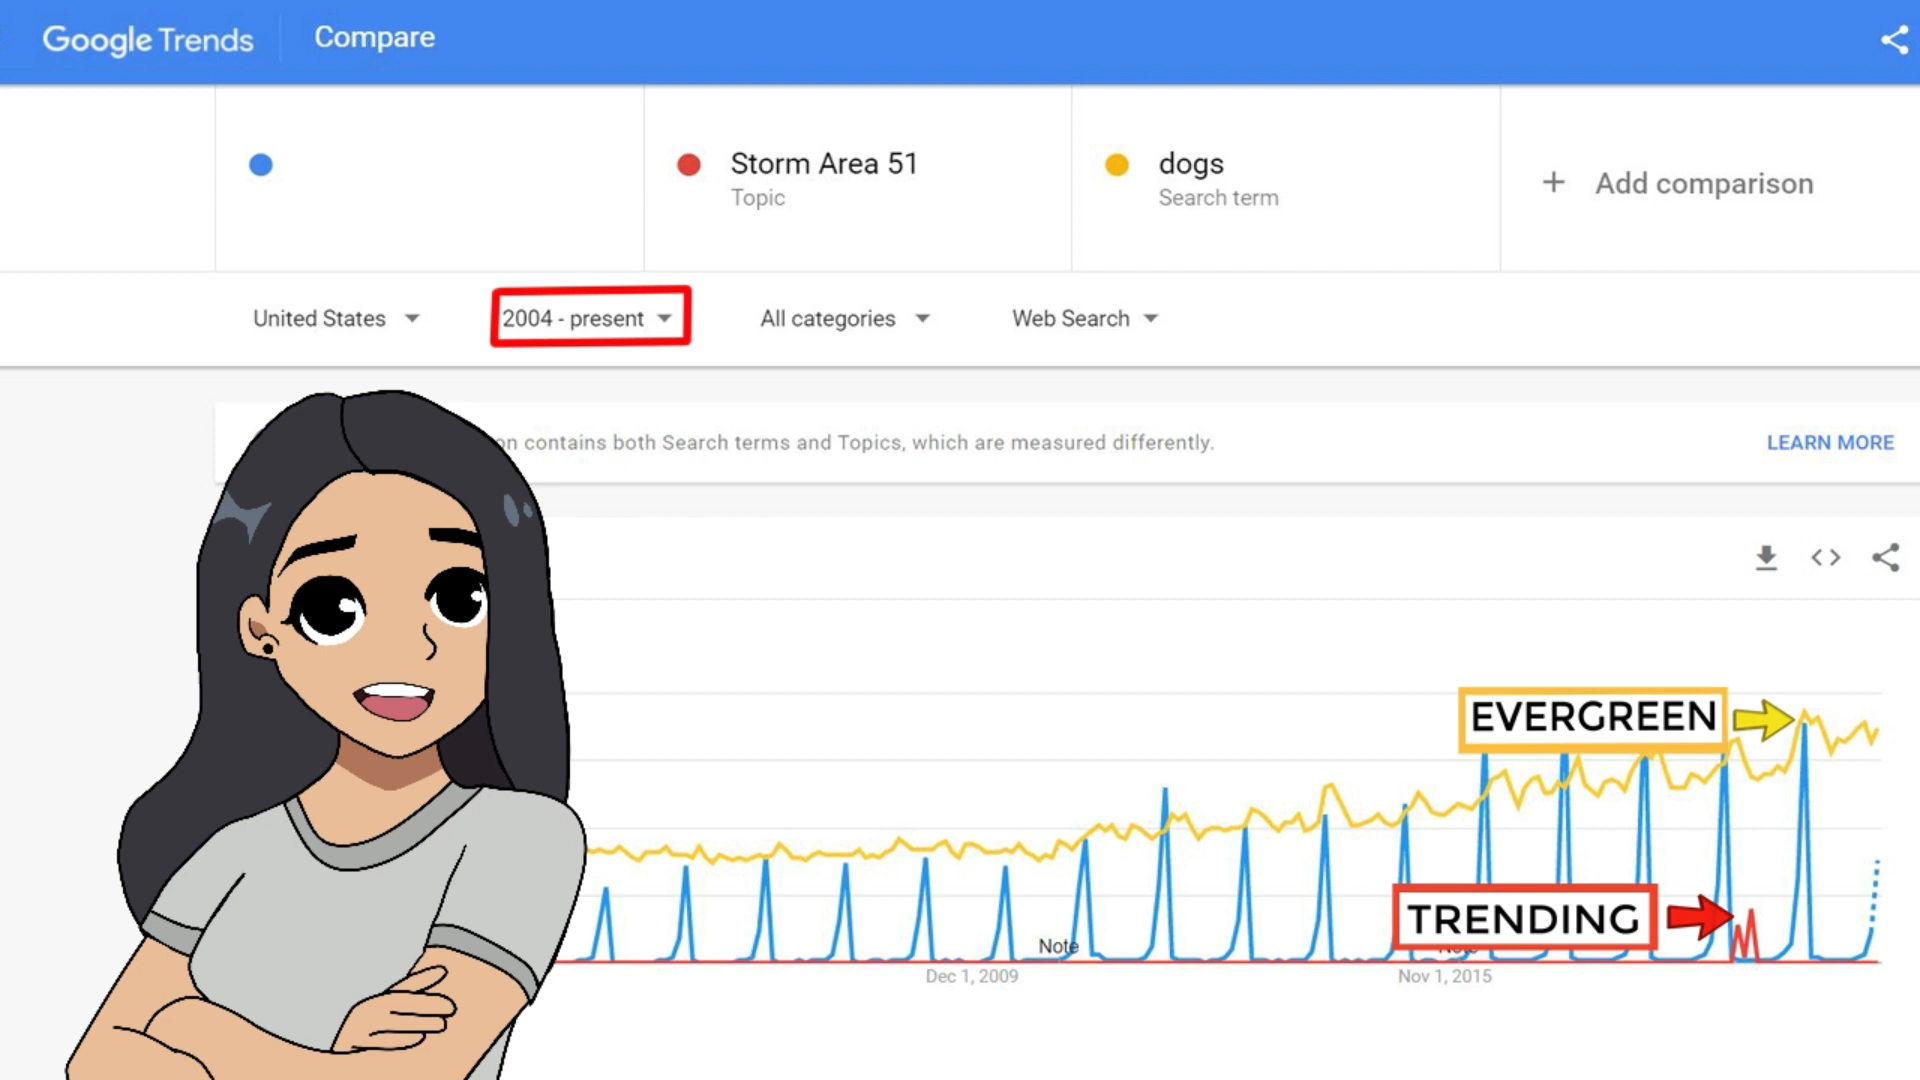 Google Trends Compare
Storm Area 51
Topic
dogs
Search term
+ Add comparison
United States
2004 - present
All categories
Web Search
on contains both Search terms and Topics, which are measured differently.
LEARN MORE
EVERGREEN
TRENDING
Note
Dec 1, 2009
Nov 1, 2015